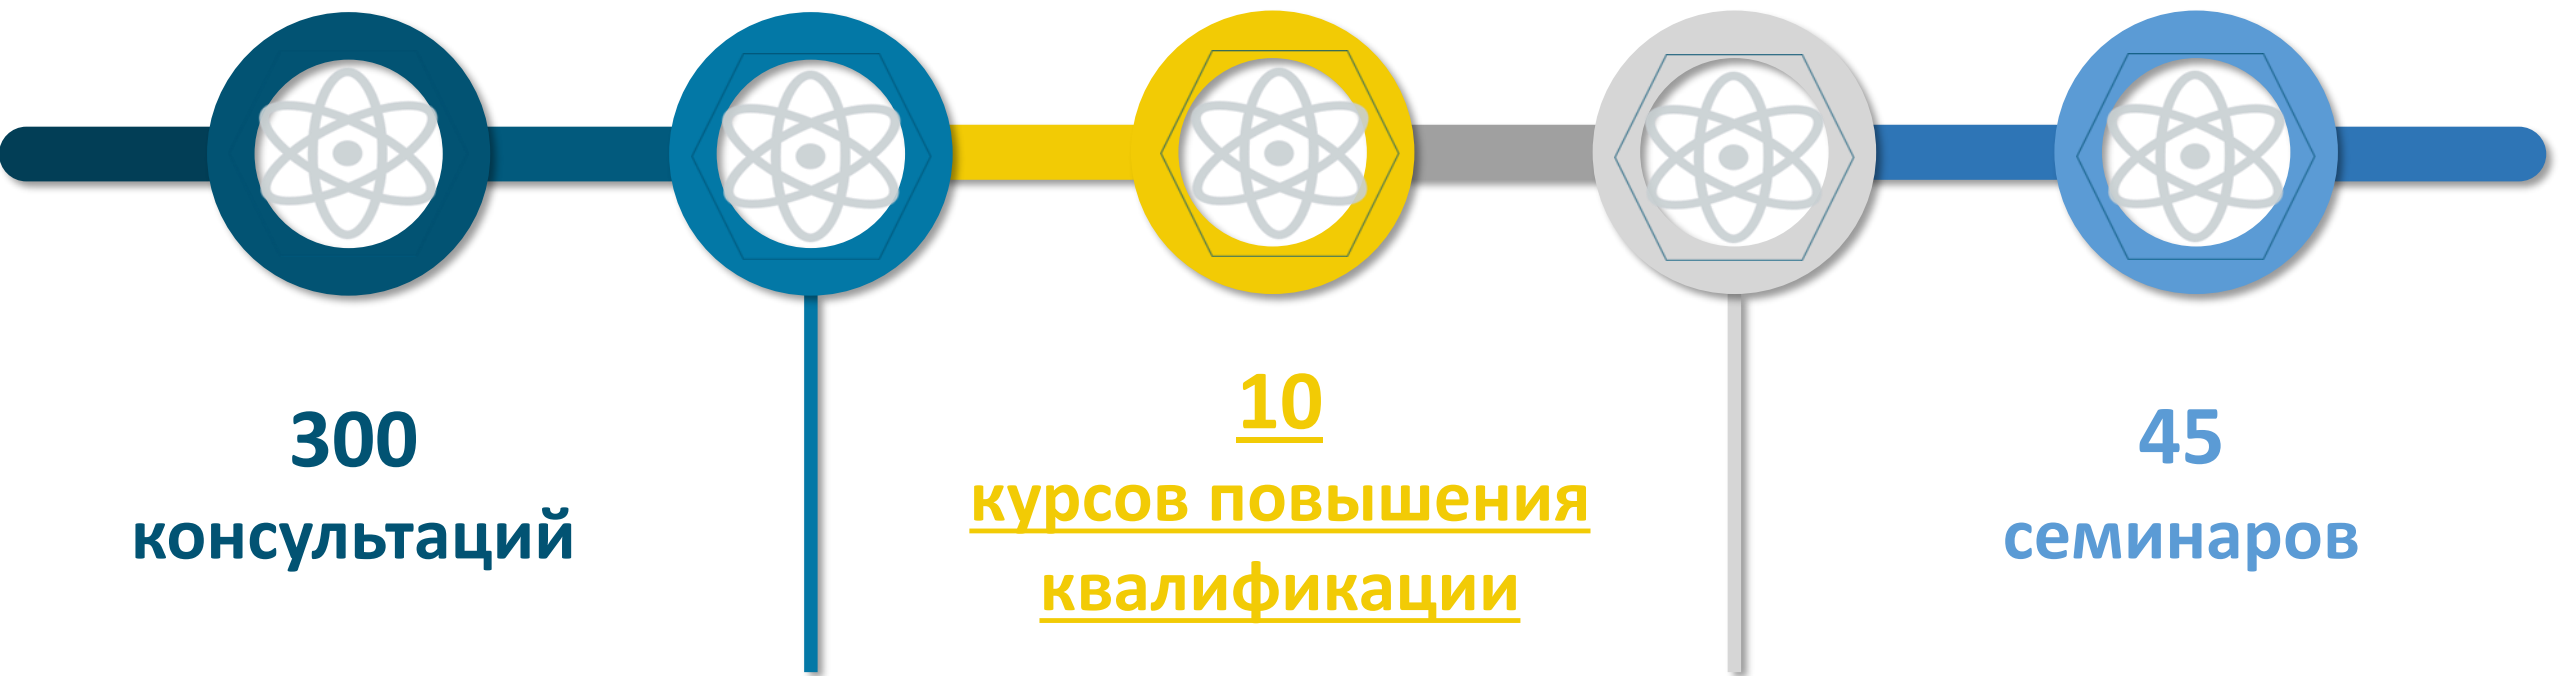 300
консультаций
10
курсов повышения
квалификации
45
семинаров